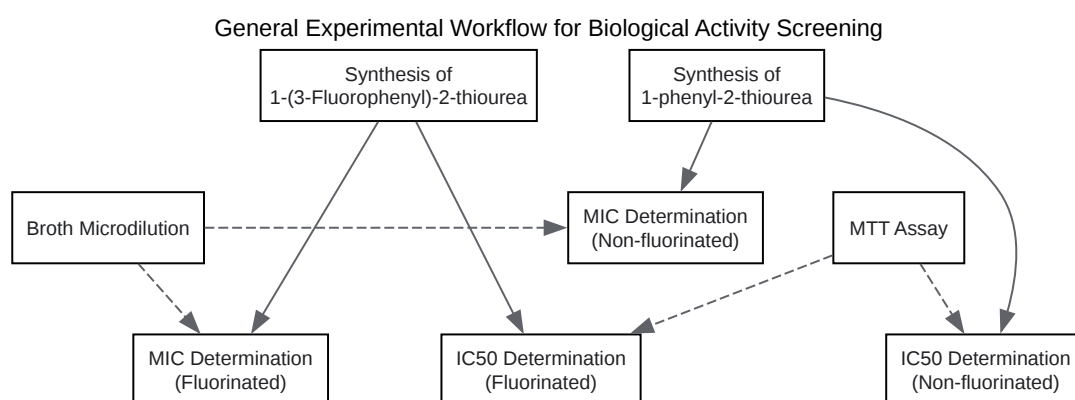 General Experimental Workflow for Biological Activity Screening
Synthesis of
1-(3-Fluorophenyl)-2-thiourea
Synthesis of
1-phenyl-2-thiourea
Broth Microdilution
MIC Determination
(Non-fluorinated)
MTT Assay
MIC Determination
(Fluorinated)
IC50 Determination
(Fluorinated)
IC50 Determination
(Non-fluorinated)